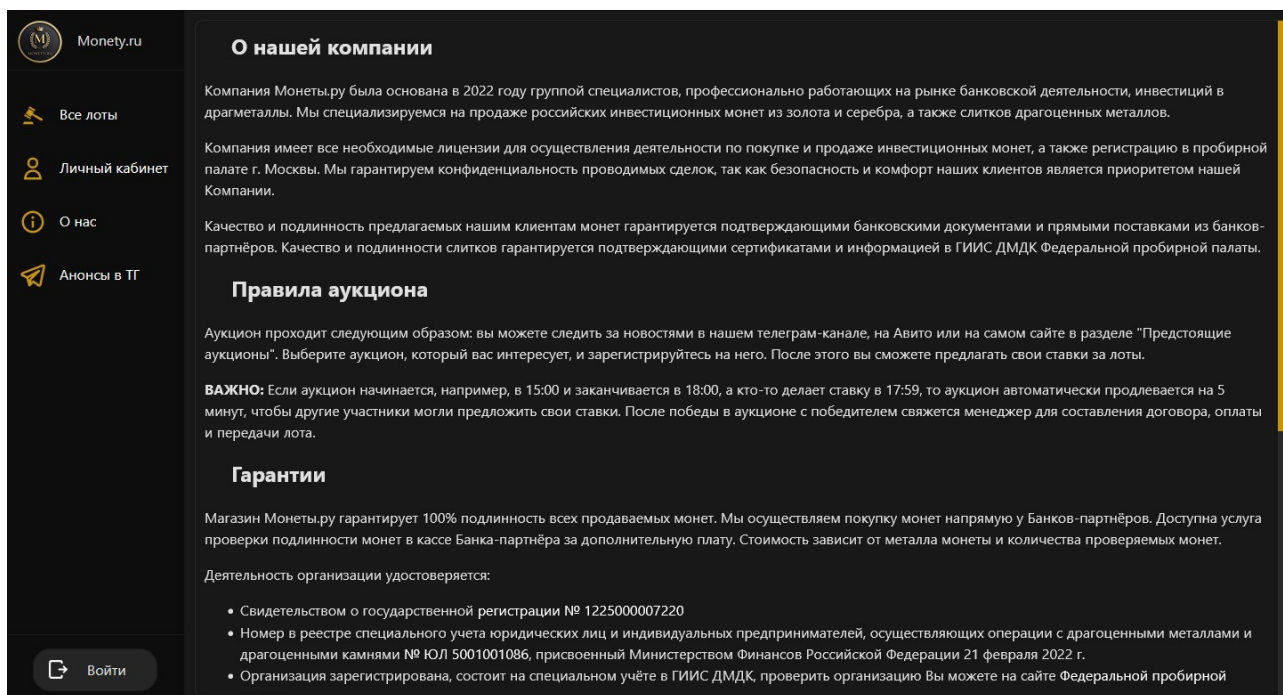 Monety.ru
Все лоты
Личный кабинет
О нас
Анонсы в ТГ
Войти
О нашей компании
Компания Монеты.ру была основана в 2022 году группой специалистов, профессионально работающих на рынке банковской деятельности, инвестиций в
драгметаллы. Мы специализируемся на продаже российских инвестиционных монет из золота и серебра, а также слитков драгоценных металлов.
Компания имеет все необходимые лицензии для осуществления деятельности по покупке и продаже инвестиционных монет, а также регистрацию в пробирной
палате г. Москвы. Мы гарантируем конфиденциальность проводимых сделок, так как безопасность и комфорт наших клиентов является приоритетом нашей
Компании.
Качество и подлинность предлагаемых нашим клиентам монет гарантируется подтверждающими банковскими документами и прямыми поставками из банков-
партнёров. Качество и подлинности слитков гарантируется подтверждающими сертификатами и информацией в ГИИС ДМДК Федеральной пробирной палаты.
Правила аукциона
Аукцион проходит следующим образом: вы можете следить за новостями в нашем телеграм-канале, на Авито или на самом сайте в разделе "Предстоящие
аукционы". Выберите аукцион, который вас интересует, и зарегистрируйтесь на него. После этого вы сможете предлагать свои ставки за лоты.
ВАЖНО: Если аукцион начинается, например, в 15:00 и заканчивается в 18:00, а кто-то делает ставку в 17:59, то аукцион автоматически продлевается на 5
минут, чтобы другие участники могли предложить свои ставки. После победы в аукционе с победителем свяжется менеджер для составления договора, оплаты
и передачи лота.
Гарантии
Магазин Монеты.ру гарантирует 100% подлинность всех продаваемых монет. Мы осуществляем покупку монет напрямую у Банков-партнёров. Доступна услуга
проверки подлинности монет в кассе Банка-партнёра за дополнительную плату. Стоимость зависит от металла монеты и количества проверяемых монет.
Деятельность организации удостоверяется:
• Свидетельством о государственной регистрации № 1225000007220
• Номер в реестре специального учета юридических лиц и индивидуальных предпринимателей, осуществляющих операции с драгоценными металлами и
драгоценными камнями № ЮЛ 5001001086, присвоенный Министерством Финансов Российской Федерации 21 февраля 2022 г.
• Организация зарегистрирована, состоит на специальном учёте в ГИИС ДМДК, проверить организацию Вы можете на сайте Федеральной пробирной